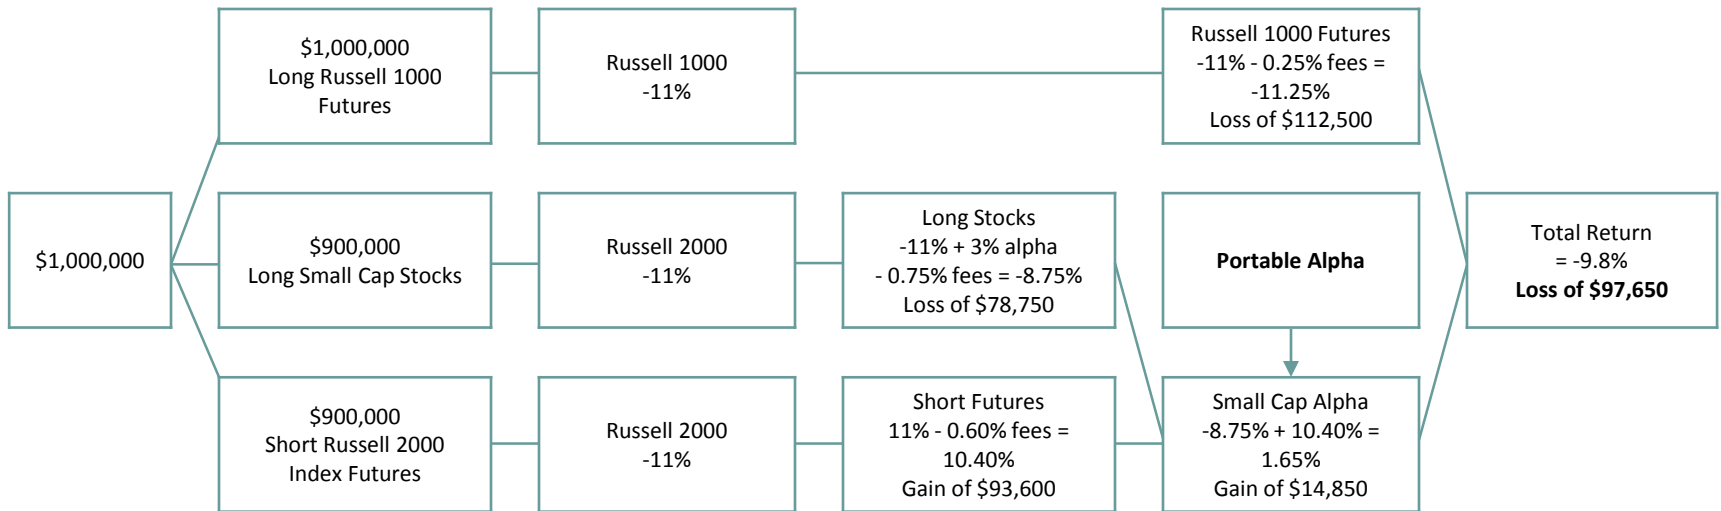 $1,000,000
$1,000,000
Long Russell 1000
Futures
Russell 1000
-11%
Russell 1000 Futures
-11% - 0.25% fees =
-11.25%
Loss of $112,500
$900,000
Long Small Cap Stocks
Russell 2000
-11%
Long Stocks
-11% + 3% alpha
- 0.75% fees = -8.75%
Loss of $78,750
Portable Alpha
Total Return
= -9.8%
Loss of $97,650
$900,000
Short Russell 2000
Index Futures
Russell 2000
-11%
Short Futures
11% - 0.60% fees =
10.40%
Gain of $93,600
Small Cap Alpha
-8.75% + 10.40% =
1.65%
Gain of $14,850